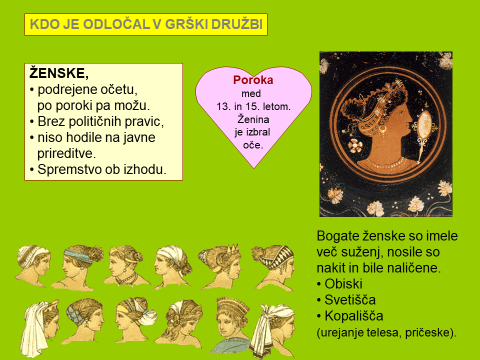 KDO JE ODLOČAL V GRŠKI DRUŽBI
ŽENSKE,
• podrejene očetu,
po poroki pa možu.
• Brez političnih pravic,
• niso hodile na javne
prireditve.
• Spremstvo ob izhodu.
Poroka
med
13. in 15. letom.
Ženina
je izbral
oče.
Bogate ženske so imele
več suženj, nosile so
nakit in bile naličene.
• Obiski
• Svetišča
• Kopališča
(urejanje telesa, pričeske).